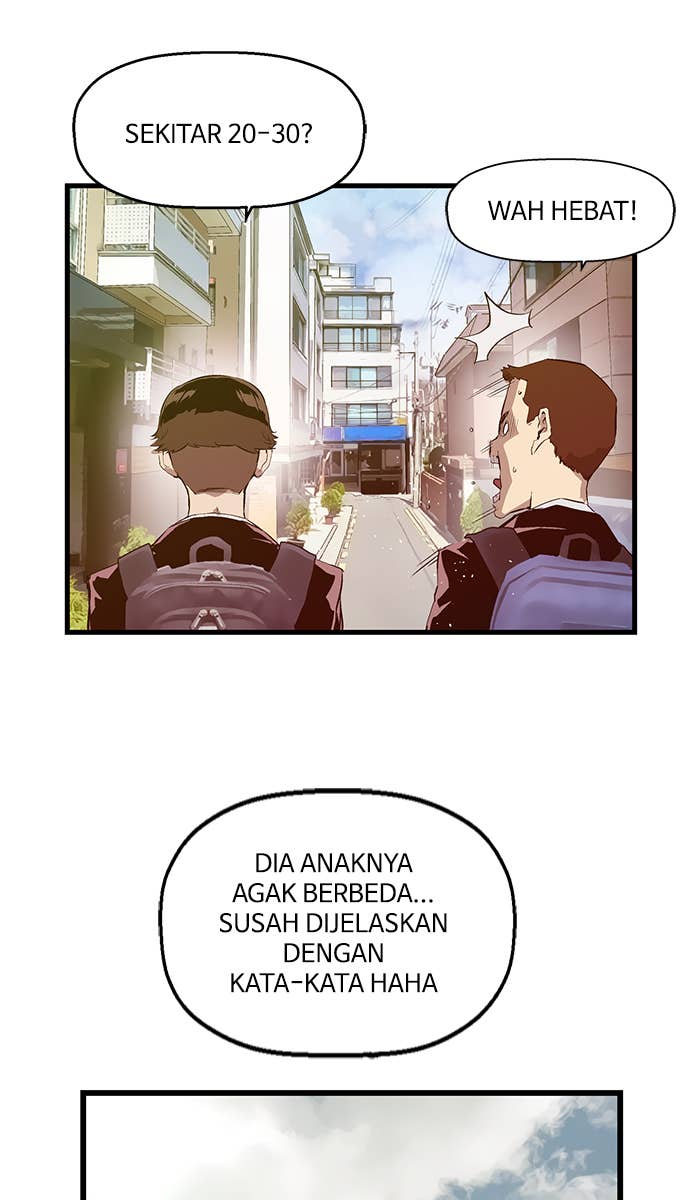 SEKITAR 20-30?
WAH HEBAT!
DIA ANAKNYA
AGAK BERBEDA...
SUSAH DIJELASKAN
DENGAN
KATA-KATA HAHA